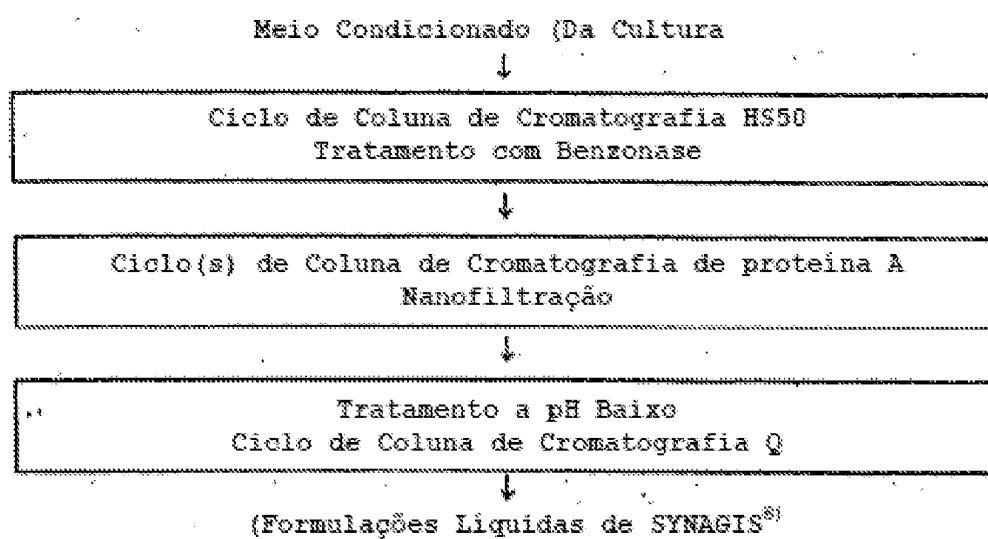 Meio Condicionado (Da Cultura
↓
Ciclo de Coluna de Cromatografia HS50
Tratamento com Benzonase
↓
Ciclo(s) de Coluna de Cromatografia de proteína A
Nanofiltração
↓
Tratamento a pH Baixo
Ciclo de Coluna de Cromatografia Q
↓
(Formulações Líquidas de SYNAGIS®)